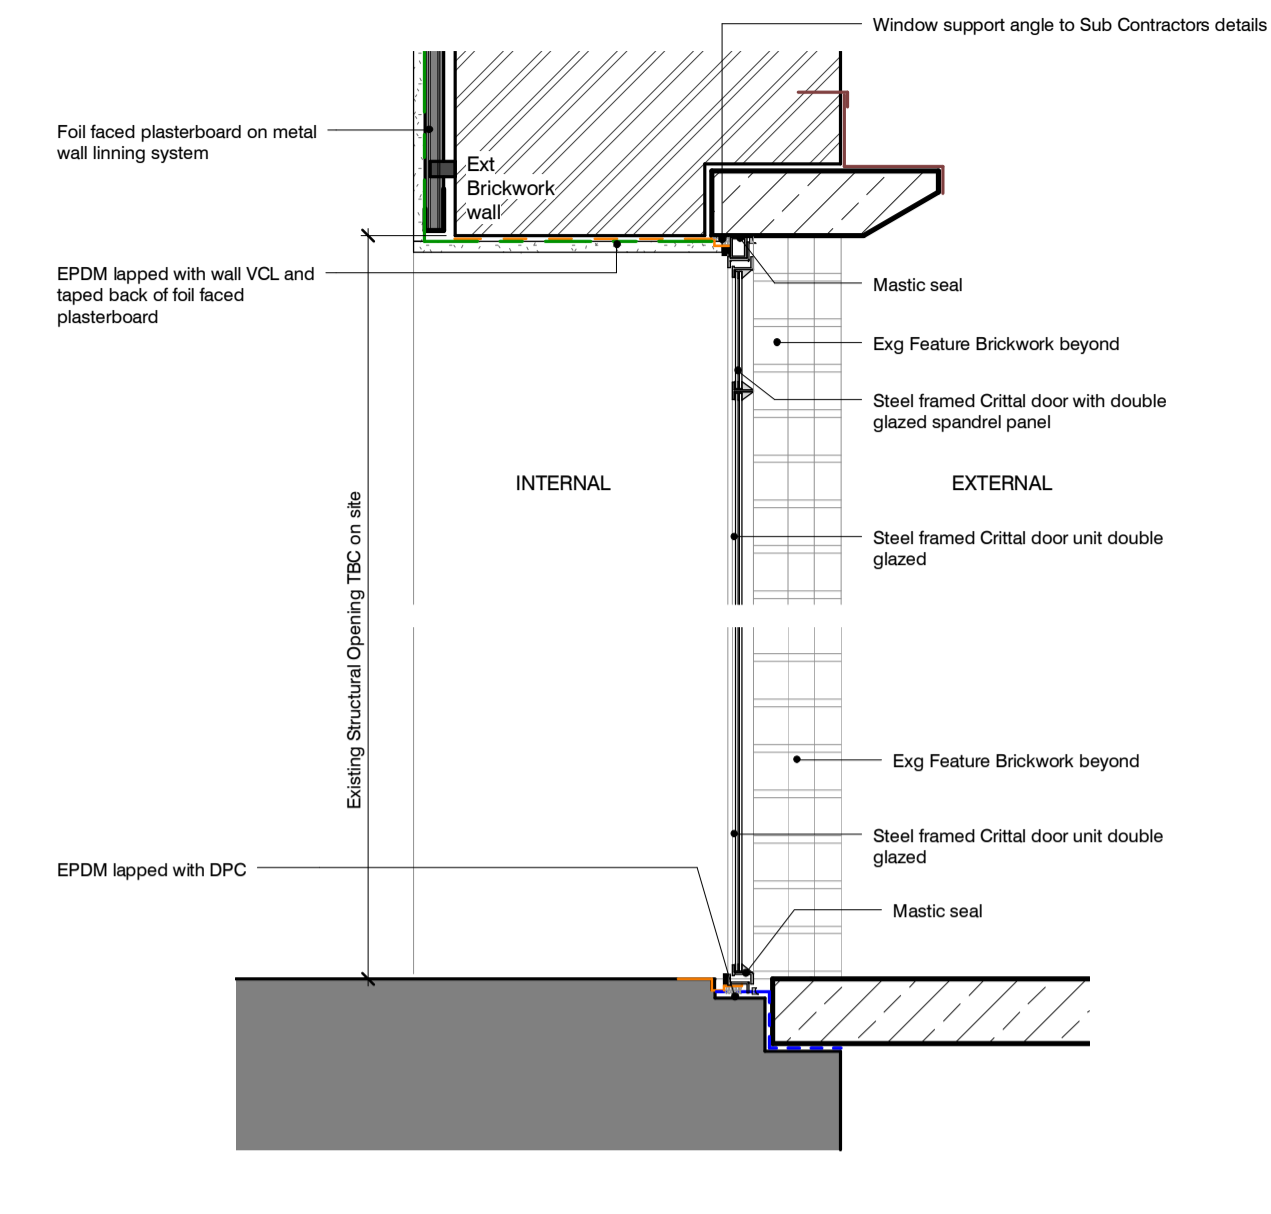 Window support angle to Sub Contractors details
Foil faced plasterboard on metal
wall linning system
Ext
Brickwork
wall
EPDM lapped with wall VCL and
taped back of foil faced
plasterboard
Mastic seal
Exg Feature Brickwork beyond
Steel framed Crittal door with double
glazed spandrel panel
INTERNAL
EXTERNAL
Existing Structural Opening TBC on site
Steel framed Crittal door unit double
glazed
Exg Feature Brickwork beyond
Steel framed Crittal door unit double
glazed
EPDM lapped with DPC
Mastic seal